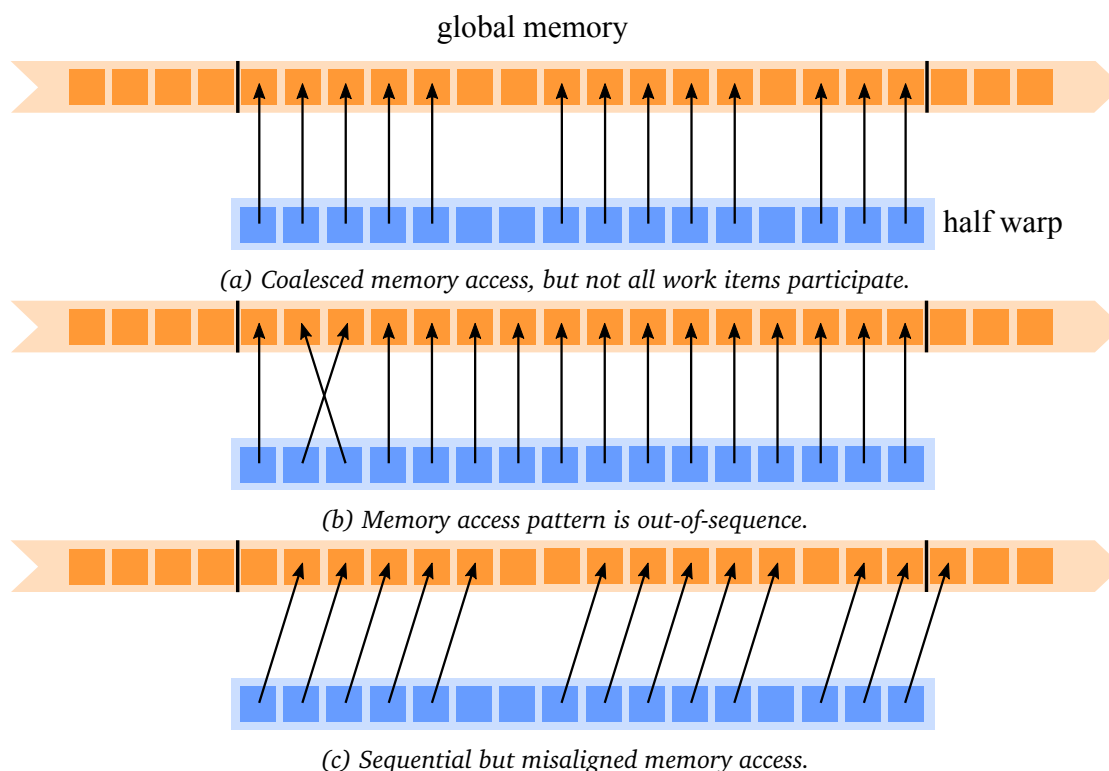 global memory
half warp
(a) Coalesced memory access, but not all work items participate.
(b) Memory access pattern is out-of-sequence.
(c) Sequential but misaligned memory access.